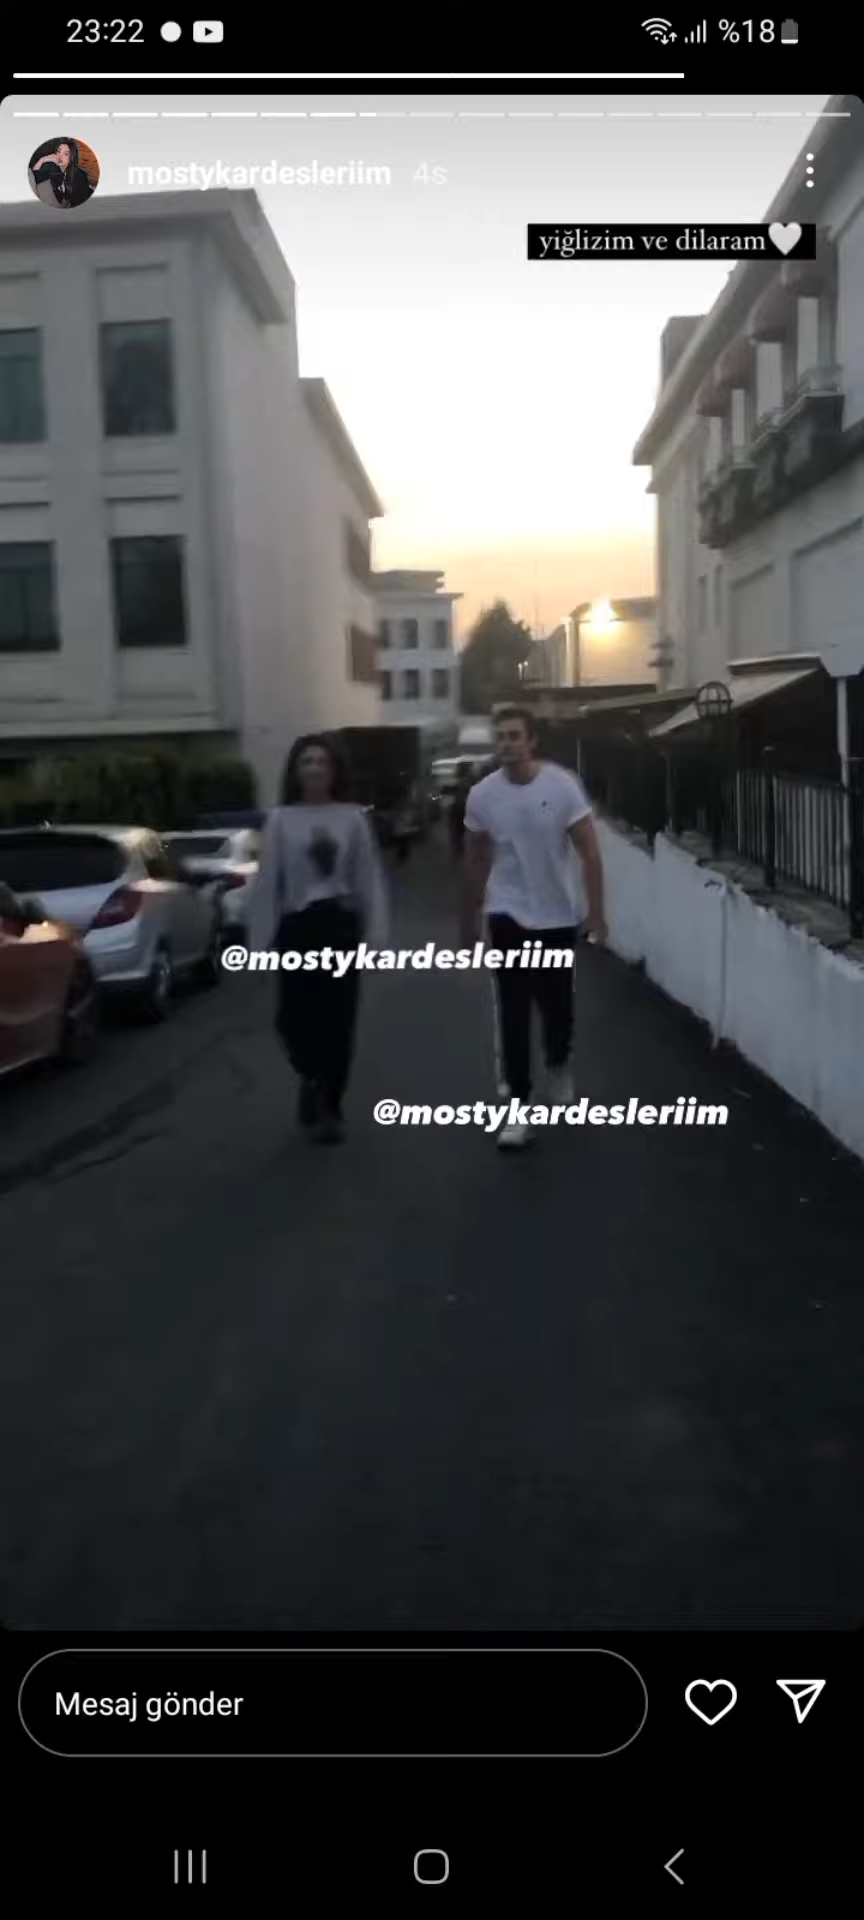 23:22 %18
mostykardesleriim 4s
yiğlizim ve dilaram🤍
@mostykardesleriim
@mostykardesleriim
Mesaj gönder